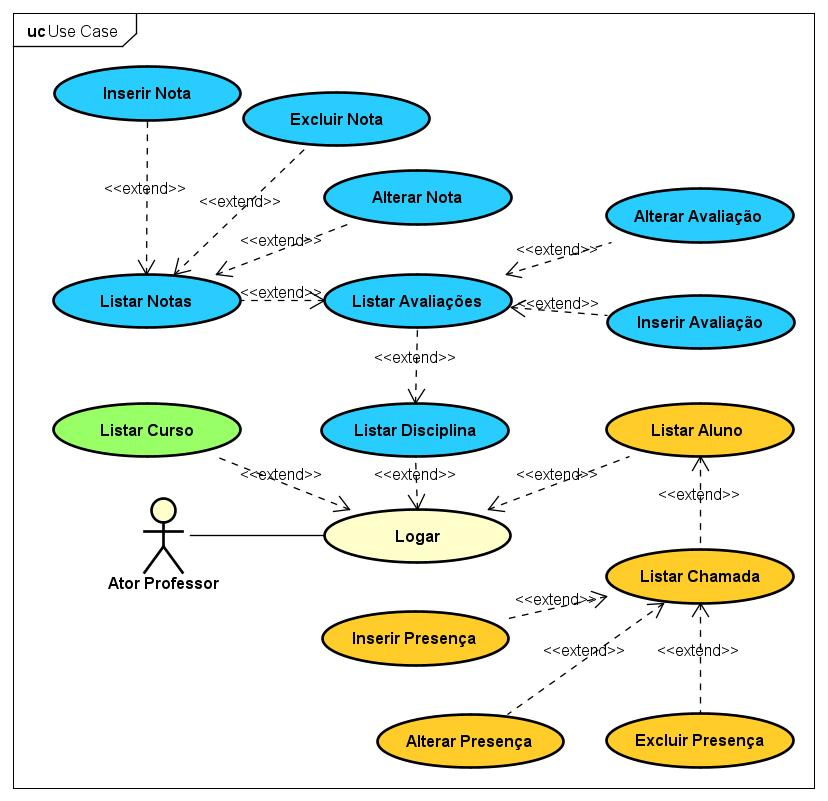 uc Use Case
Inserir Nota
Excluir Nota
<<extend>>
Alterar Nota
<<extend>>
Alterar Avaliação
<<extend>>
<<extend>>
Listar Notas
<<extend>>
Listar Avaliações
<<extend>>
Inserir Avaliação
<<extend>>
Listar Curso
Listar Disciplina
Listar Aluno
<<extend>>
<<extend>>
<<extend>>
<<extend>>
Logar
Ator Professor
Listar Chamada
<<extend>>
Inserir Presença
<<extend>>
<<extend>>
Alterar Presença
Excluir Presença